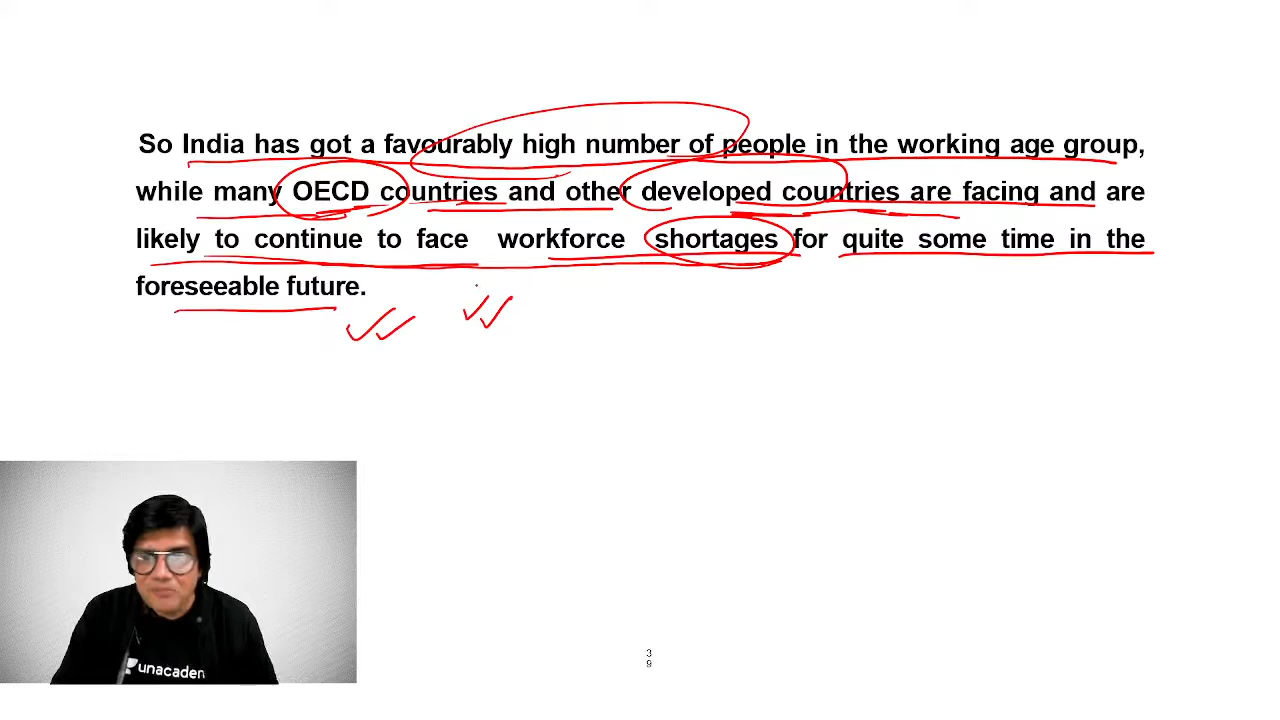 So India has got a favourably high number of people in the working age group,
while many OECD countries and other developed countries are facing and are
likely to continue to face workforce shortages for quite some time in the
foreseeable future.
unacaden
3
9